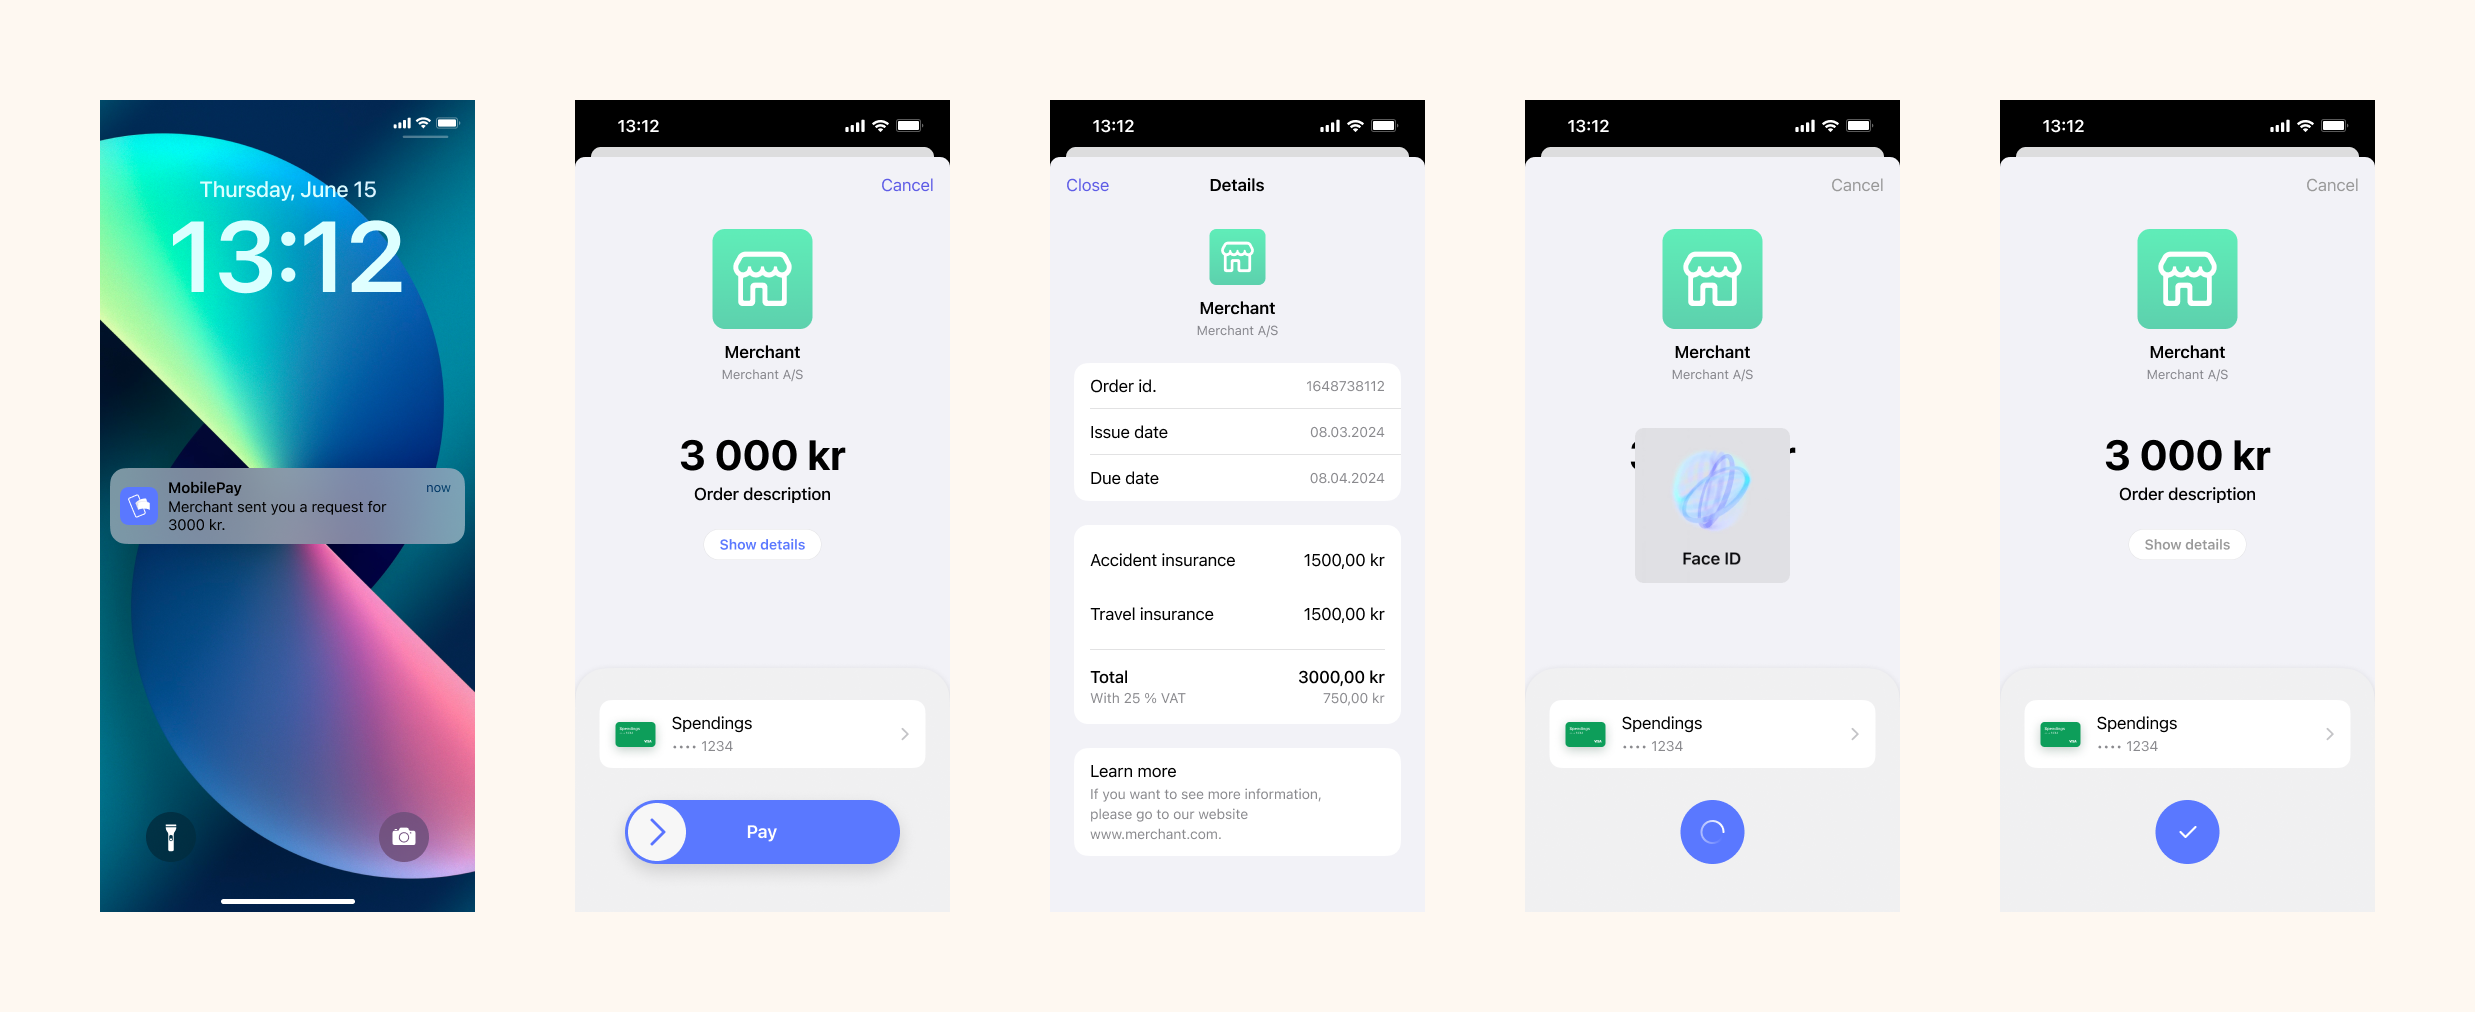 Thursday, June 15
13:12
MobilePay
now
Merchant sent you a request for
3000 kr.
13:12
Cancel
Merchant
Merchant A/S
3 000 kr
Order description
Show details
Spendings
•••• 1234
Pay
13:12
Close
Details
Merchant
Merchant A/S
Order id.
1648738112
Issue date
08.03.2024
Due date
08.04.2024
Accident insurance
1500,00 kr
Travel insurance
1500,00 kr
Total
3000,00 kr
With 25 % VAT
750,00 kr
Learn more
If you want to see more information,
please go to our website
www.merchant.com.
13:12
Cancel
Merchant
Merchant A/S
Face ID
Spendings
•••• 1234
13:12
Cancel
Merchant
Merchant A/S
3 000 kr
Order description
Show details
Spendings
•••• 1234